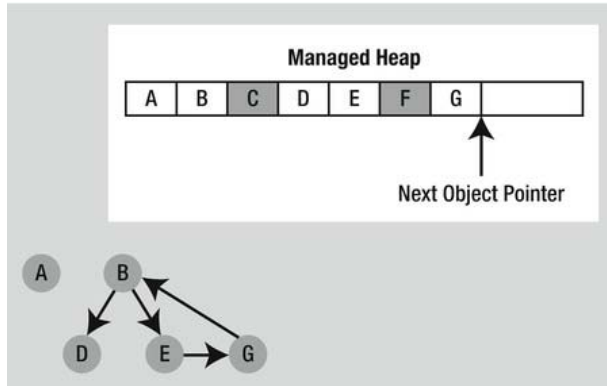 Managed Heap
A B C D E F G
Next Object Pointer
A B
D E G